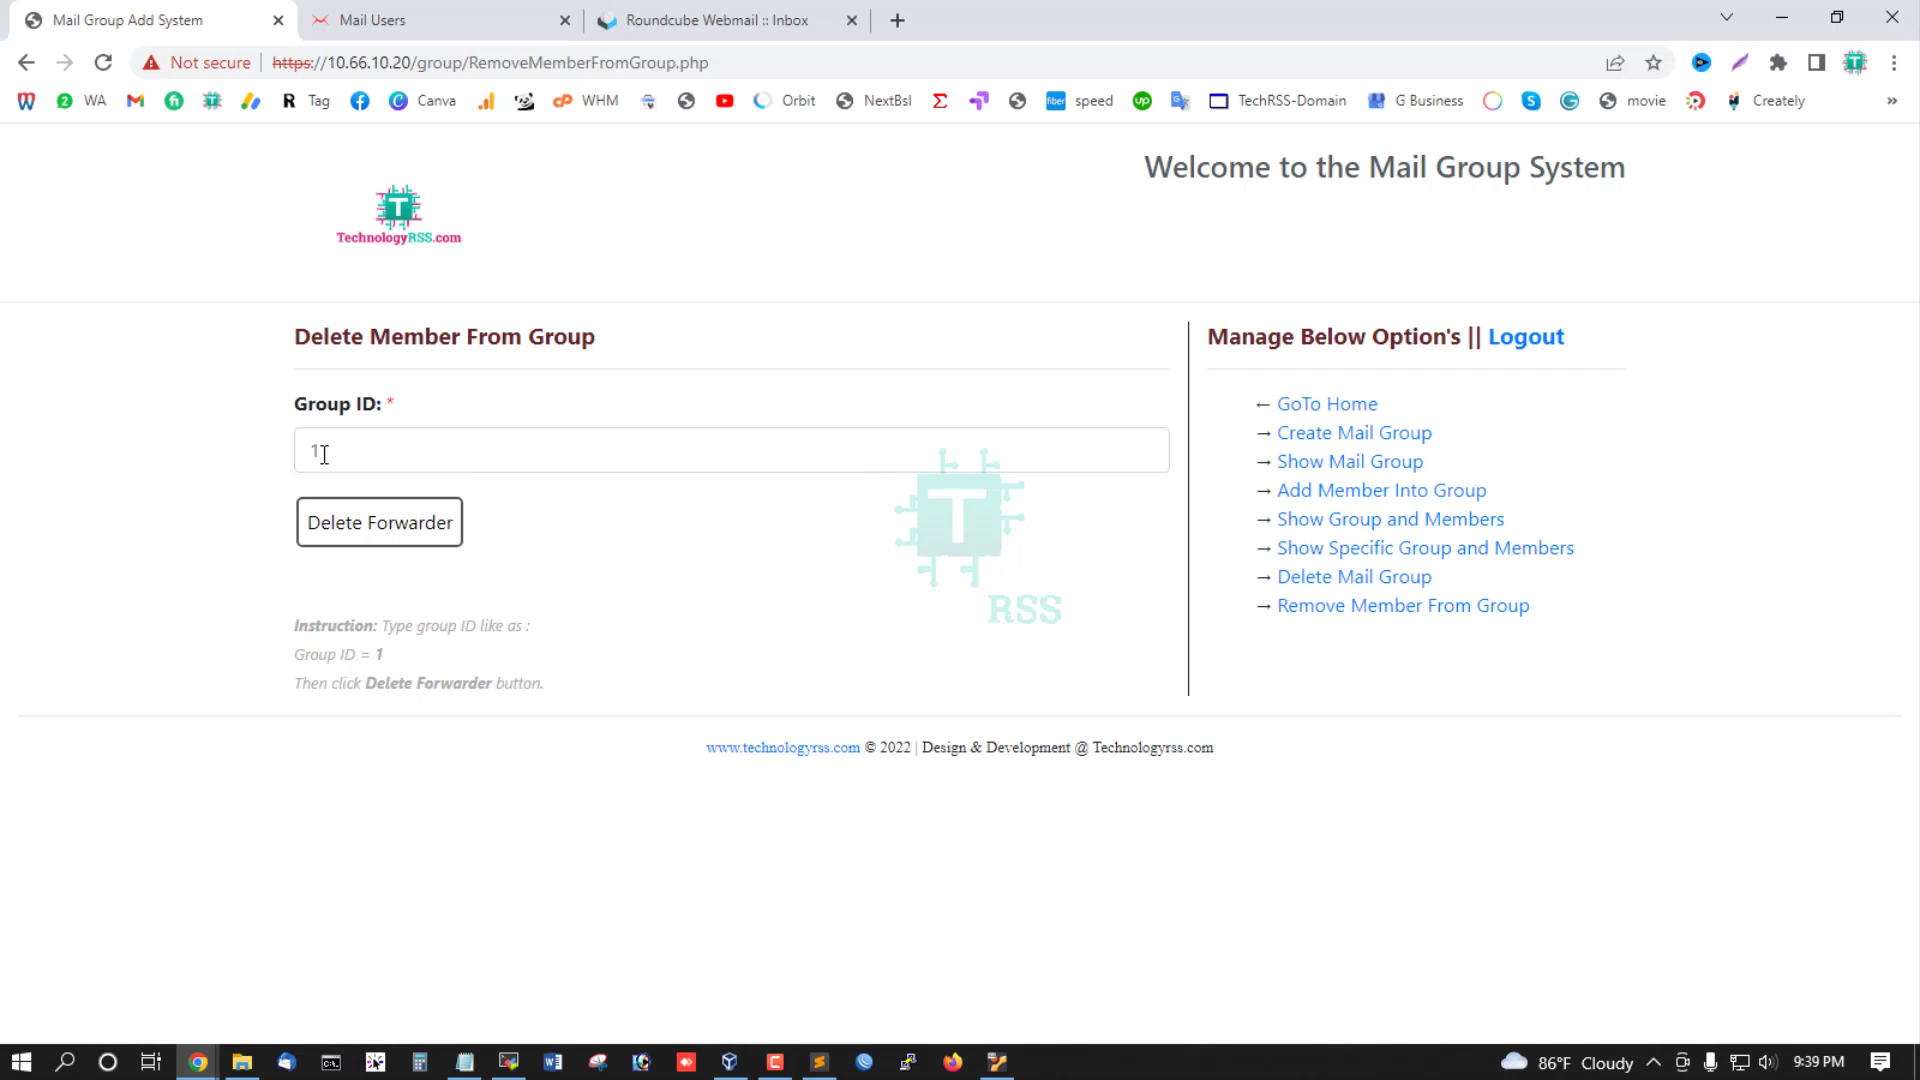 Mail Group Add System
Mail Users
Roundcube Webmail :: Inbox
Not secure
https://10.66.10.20/group/RemoveMemberFromGroup.php
WA
Tag
Canva
WHM
Orbit
NextBsl
speed
TechRSS-Domain
G Business
movie
Creately
Welcome to the Mail Group System
T
TechnologyRSS.com
Delete Member From Group
Manage Below Option's || Logout
Group ID: *
1
Delete Forwarder
← GoTo Home
→ Create Mail Group
→ Show Mail Group
→ Add Member Into Group
→ Show Group and Members
→ Show Specific Group and Members
→ Delete Mail Group
→ Remove Member From Group
T
RSS
Instruction: Type group ID like as :
Group ID = 1
Then click Delete Forwarder button.
www.technologyrss.com © 2022 | Design & Development @ Technologyrss.com
86°F Cloudy
9:39 PM